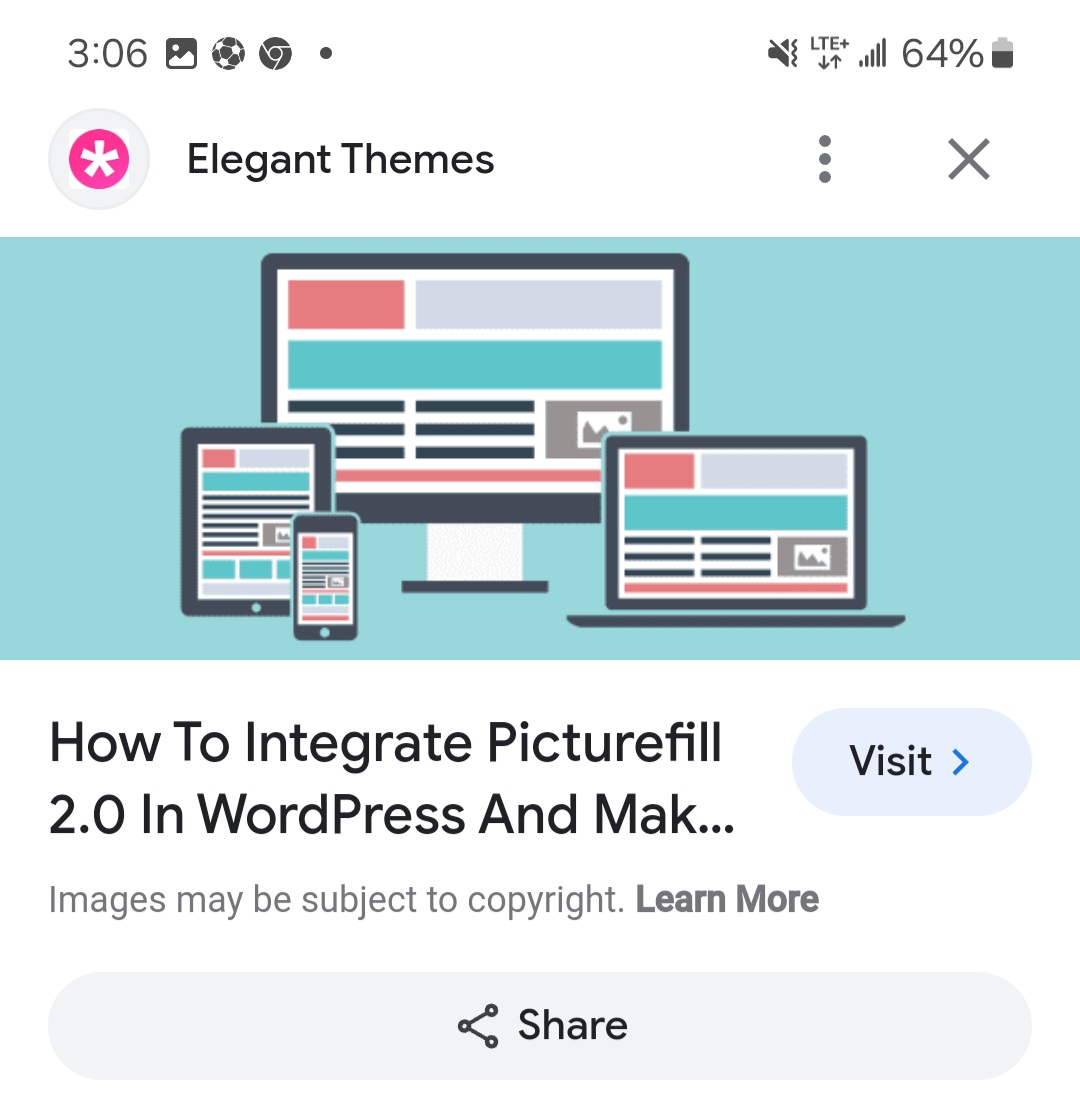 3:06 LTE+ 64%
Elegant Themes
How To Integrate Picturefill
2.0 In WordPress And Mak...
Visit
Images may be subject to copyright. Learn More
Share